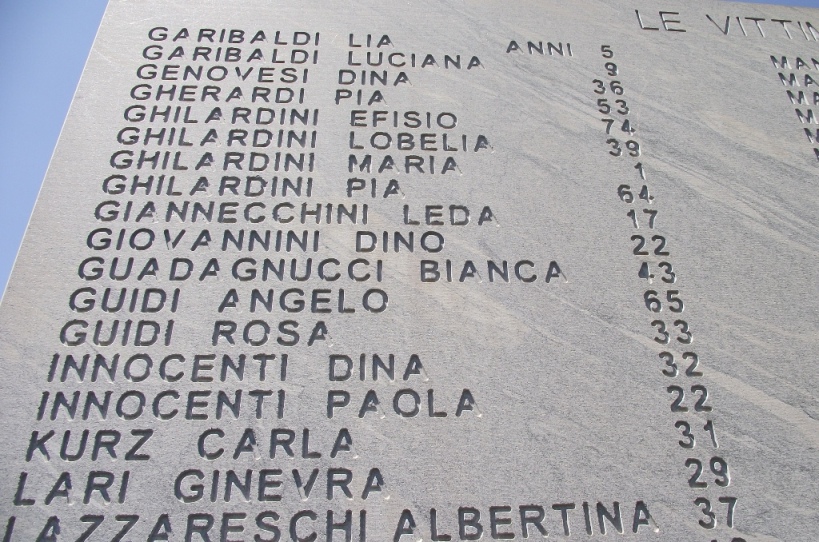 LE VITTIM
GARIBALDI LIA ANNI 5
GARIBALDI LUCIANA 9
GENOVESI DINA 36
GHERARDI PIA 53
GHILARDINI EFISIO 74
GHILARDINI LOBELIA 39
GHILARDINI MARIA 1
GHILARDINI PIA 64
GIANNECCHINI LEDA 17
GIOVANNINI DINO 22
GUADAGNUCCI BIANCA 43
GUIDI ANGELO 65
GUIDI ROSA 33
INNOCENTI DINA 32
INNOCENTI PAOLA 22
KURZ CARLA 31
LARI GINEVRA 29
LAZZARESCHI ALBERTINA 37